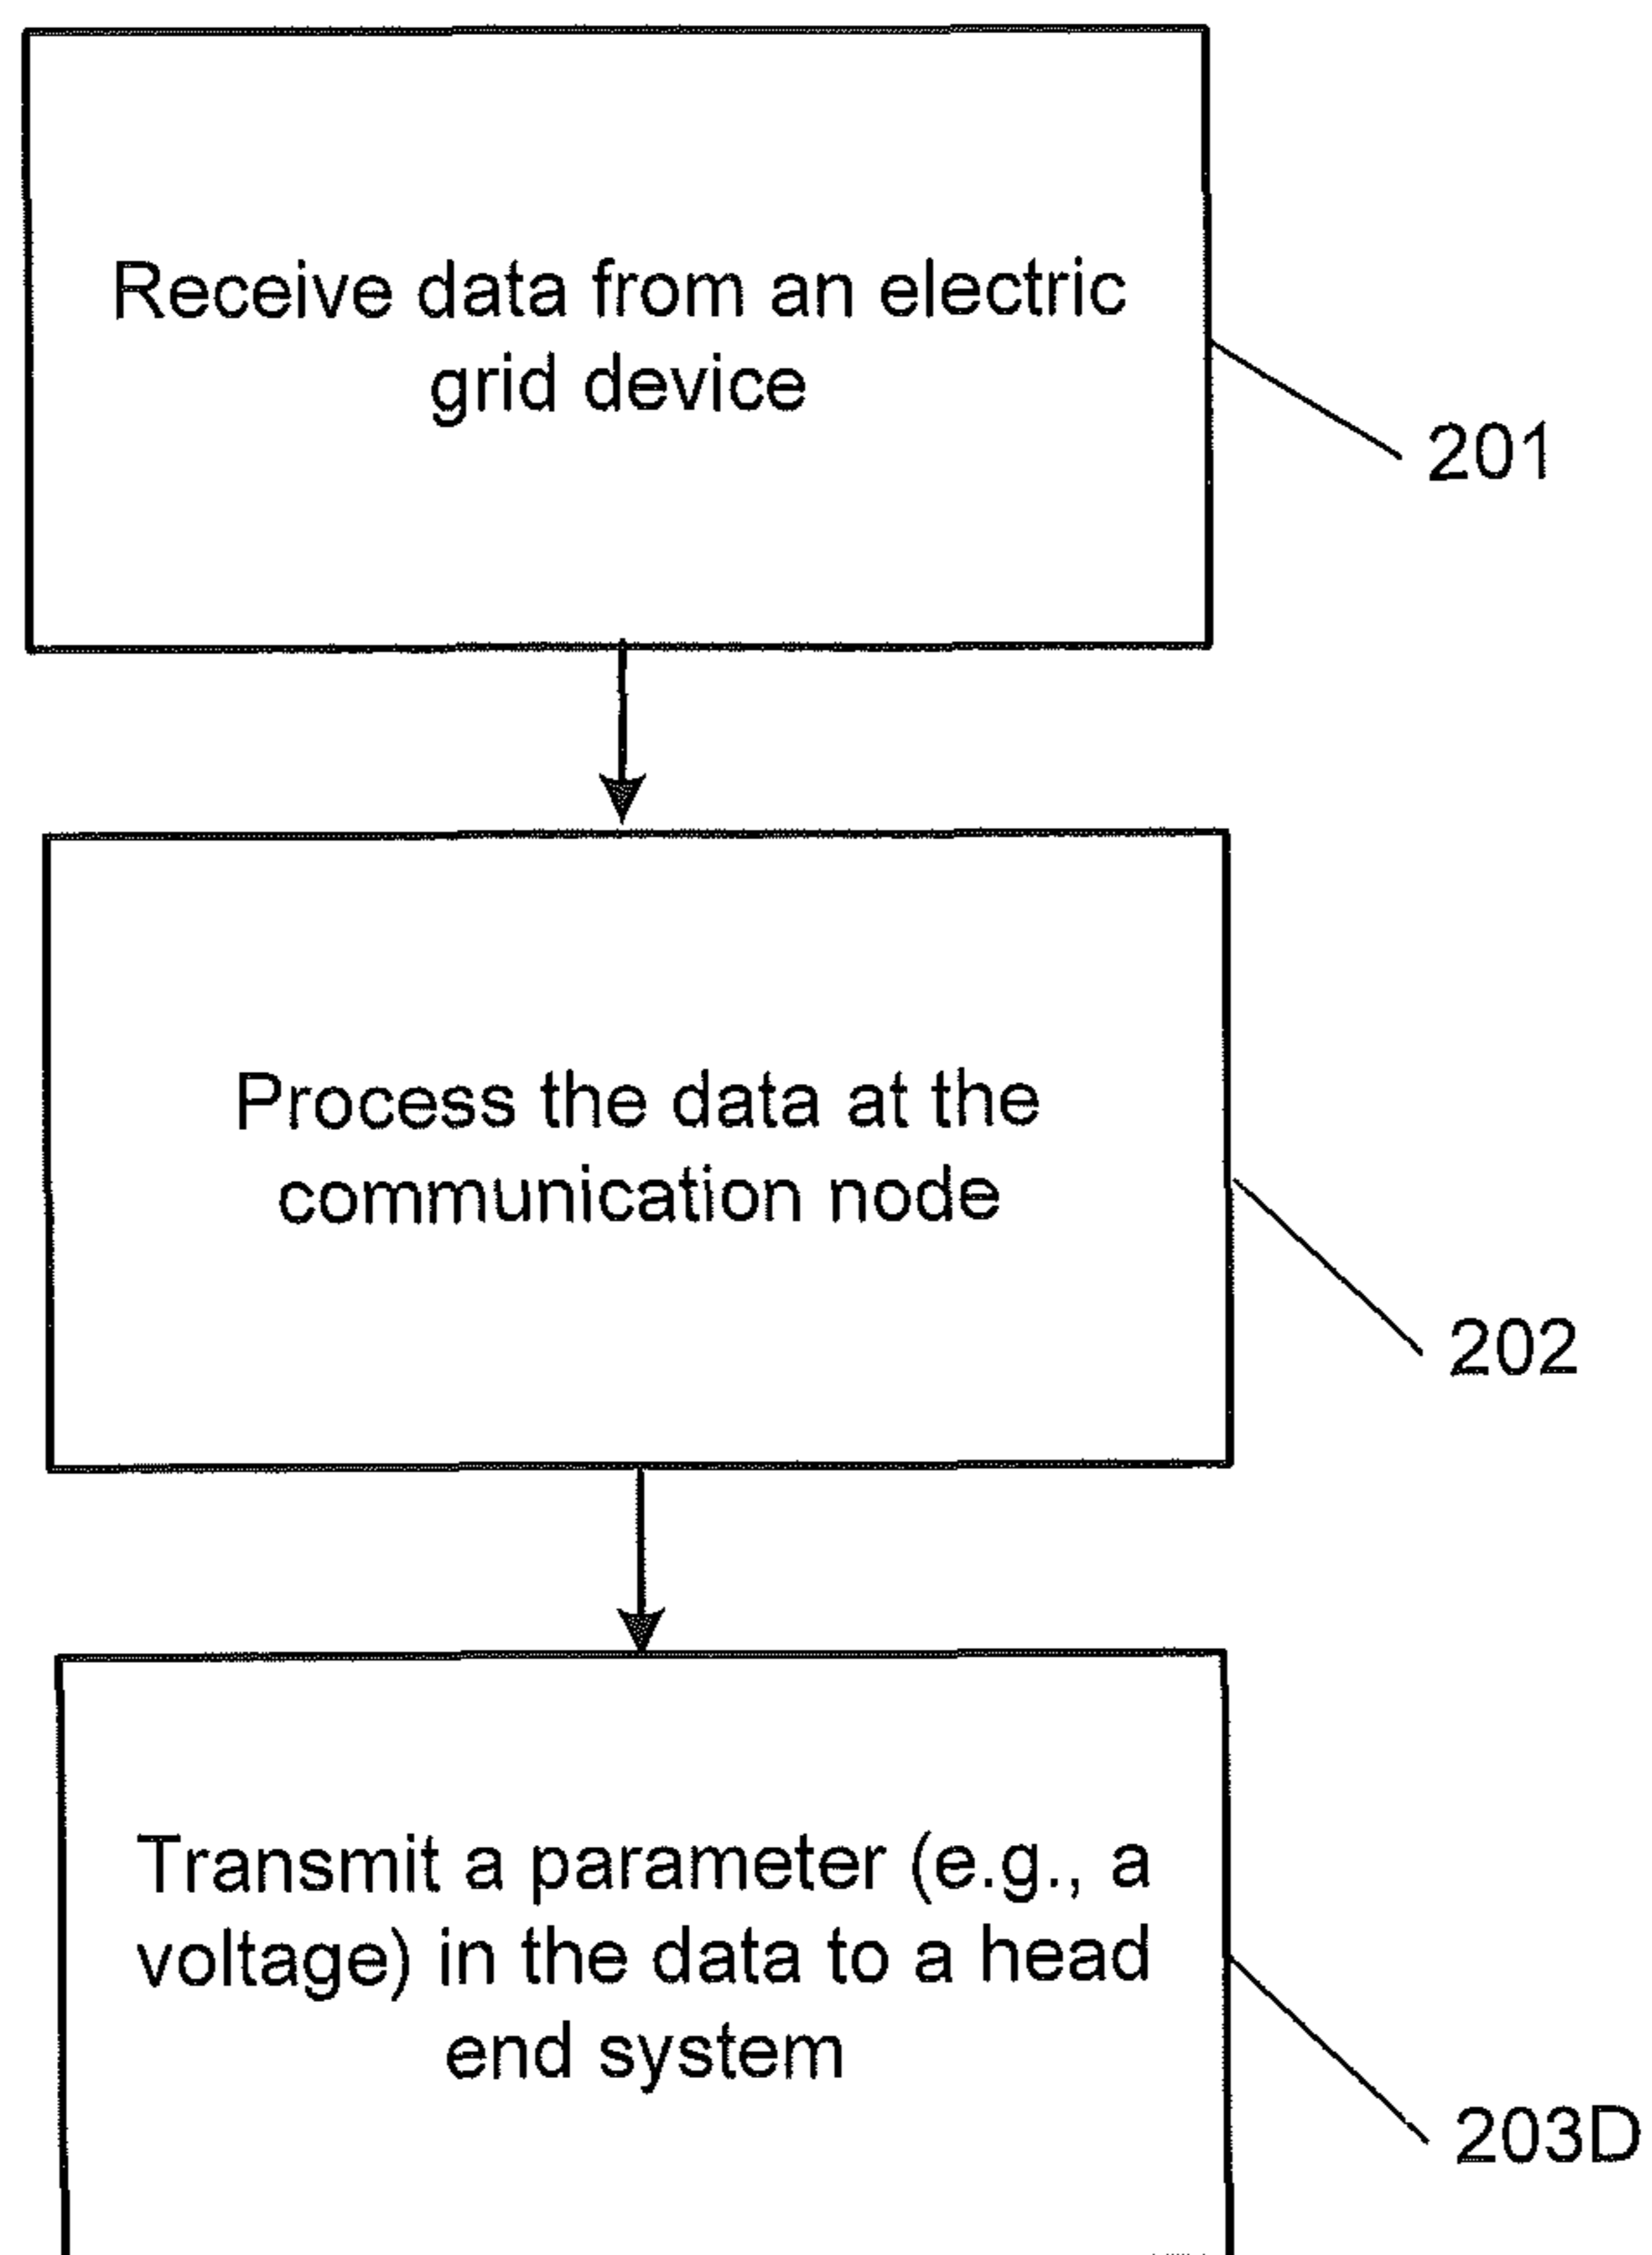 Receive data from an electric
grid device
201
Process the data at the
communication node
202
Transmit a parameter (e.g., a
voltage) in the data to a head
end system
203D